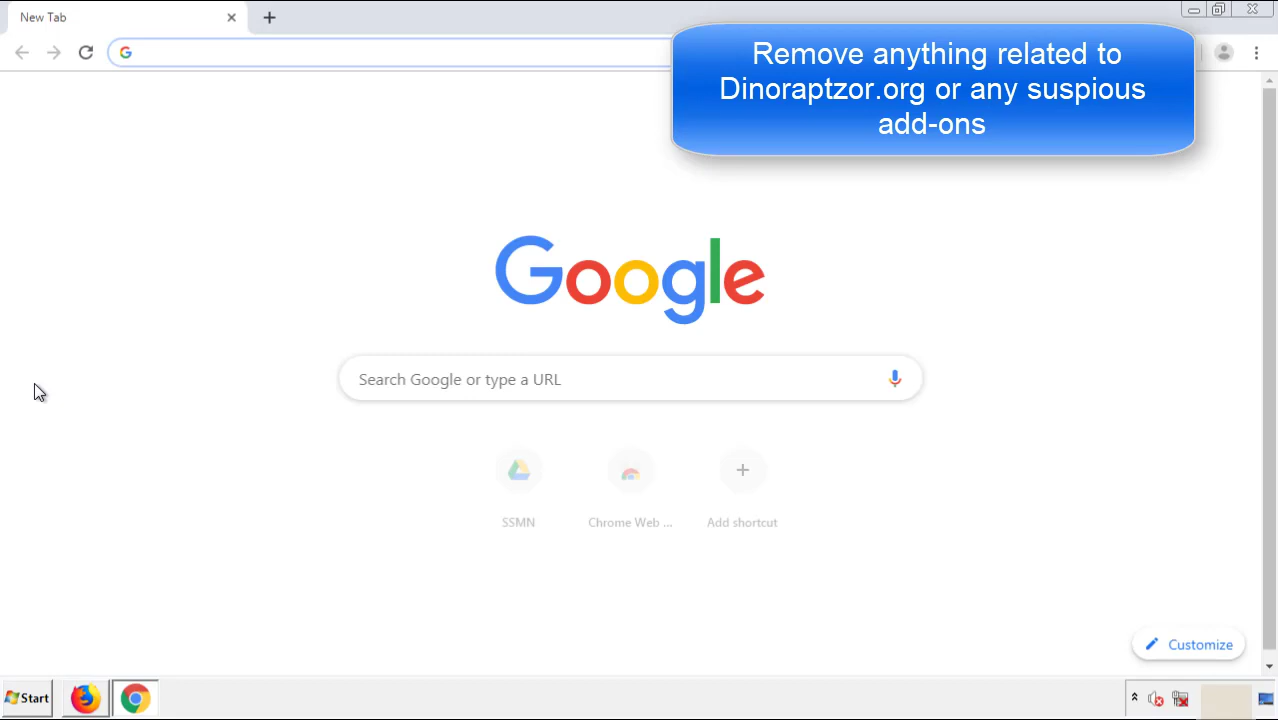 New Tab
Remove anything related to
Dinoraptzor.org or any suspious
add-ons
Google
Search Google or type a URL
SSMN
Chrome Web ...
Add shortcut
Customize
Start